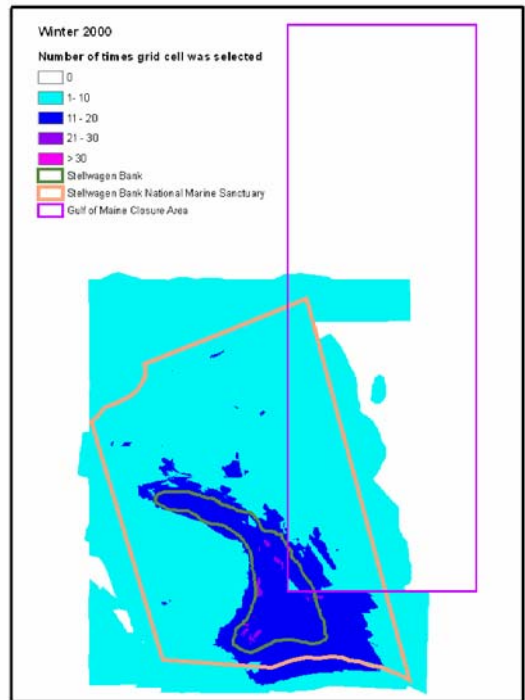 Winter 2000
Number of times grid cell was selected
0
1- 10
11 - 20
21 - 30
> 30
Stellwagen Bank
Stellwagen Bank National Marine Sanctuary
Gulf of Maine Closure Area